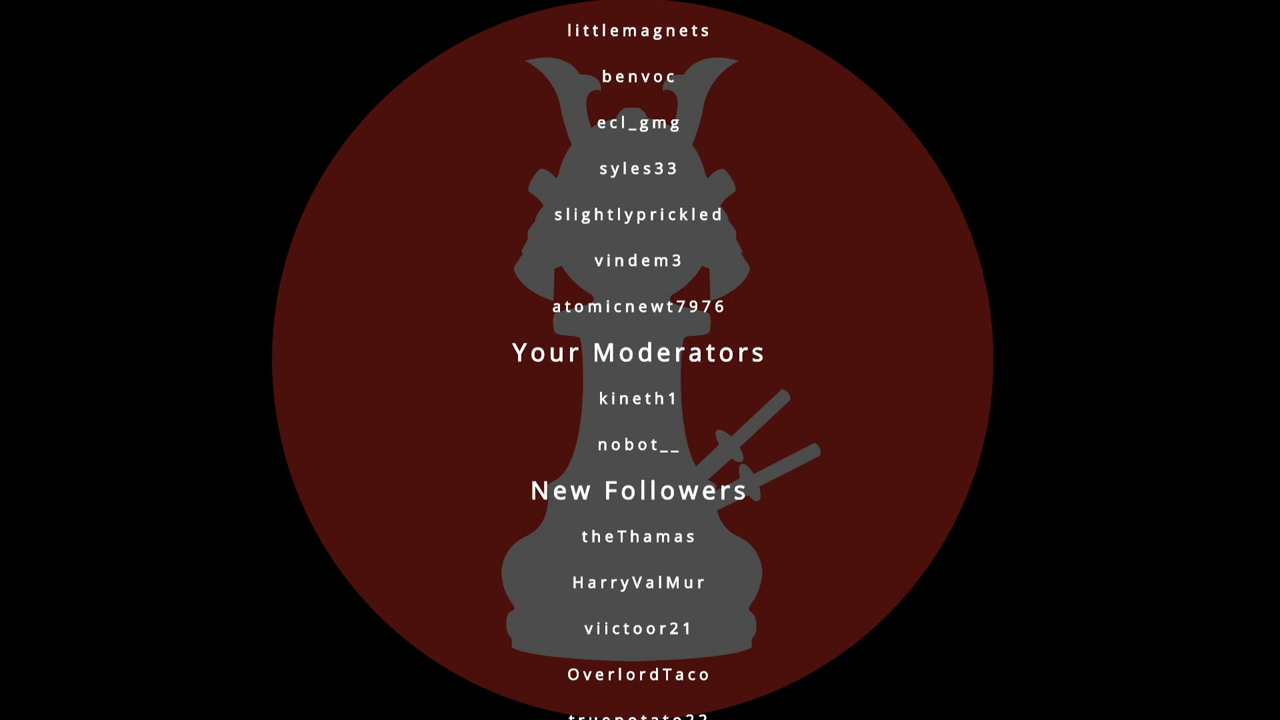 littlemagnets
benvoc
ecl_gmg
syles33
slightlyprickled
vindem3
atomicnewt7976
Your Moderators
kineth1
nobot__
New Followers
theThamas
HarryValMur
viictoor21
OverlordTaco